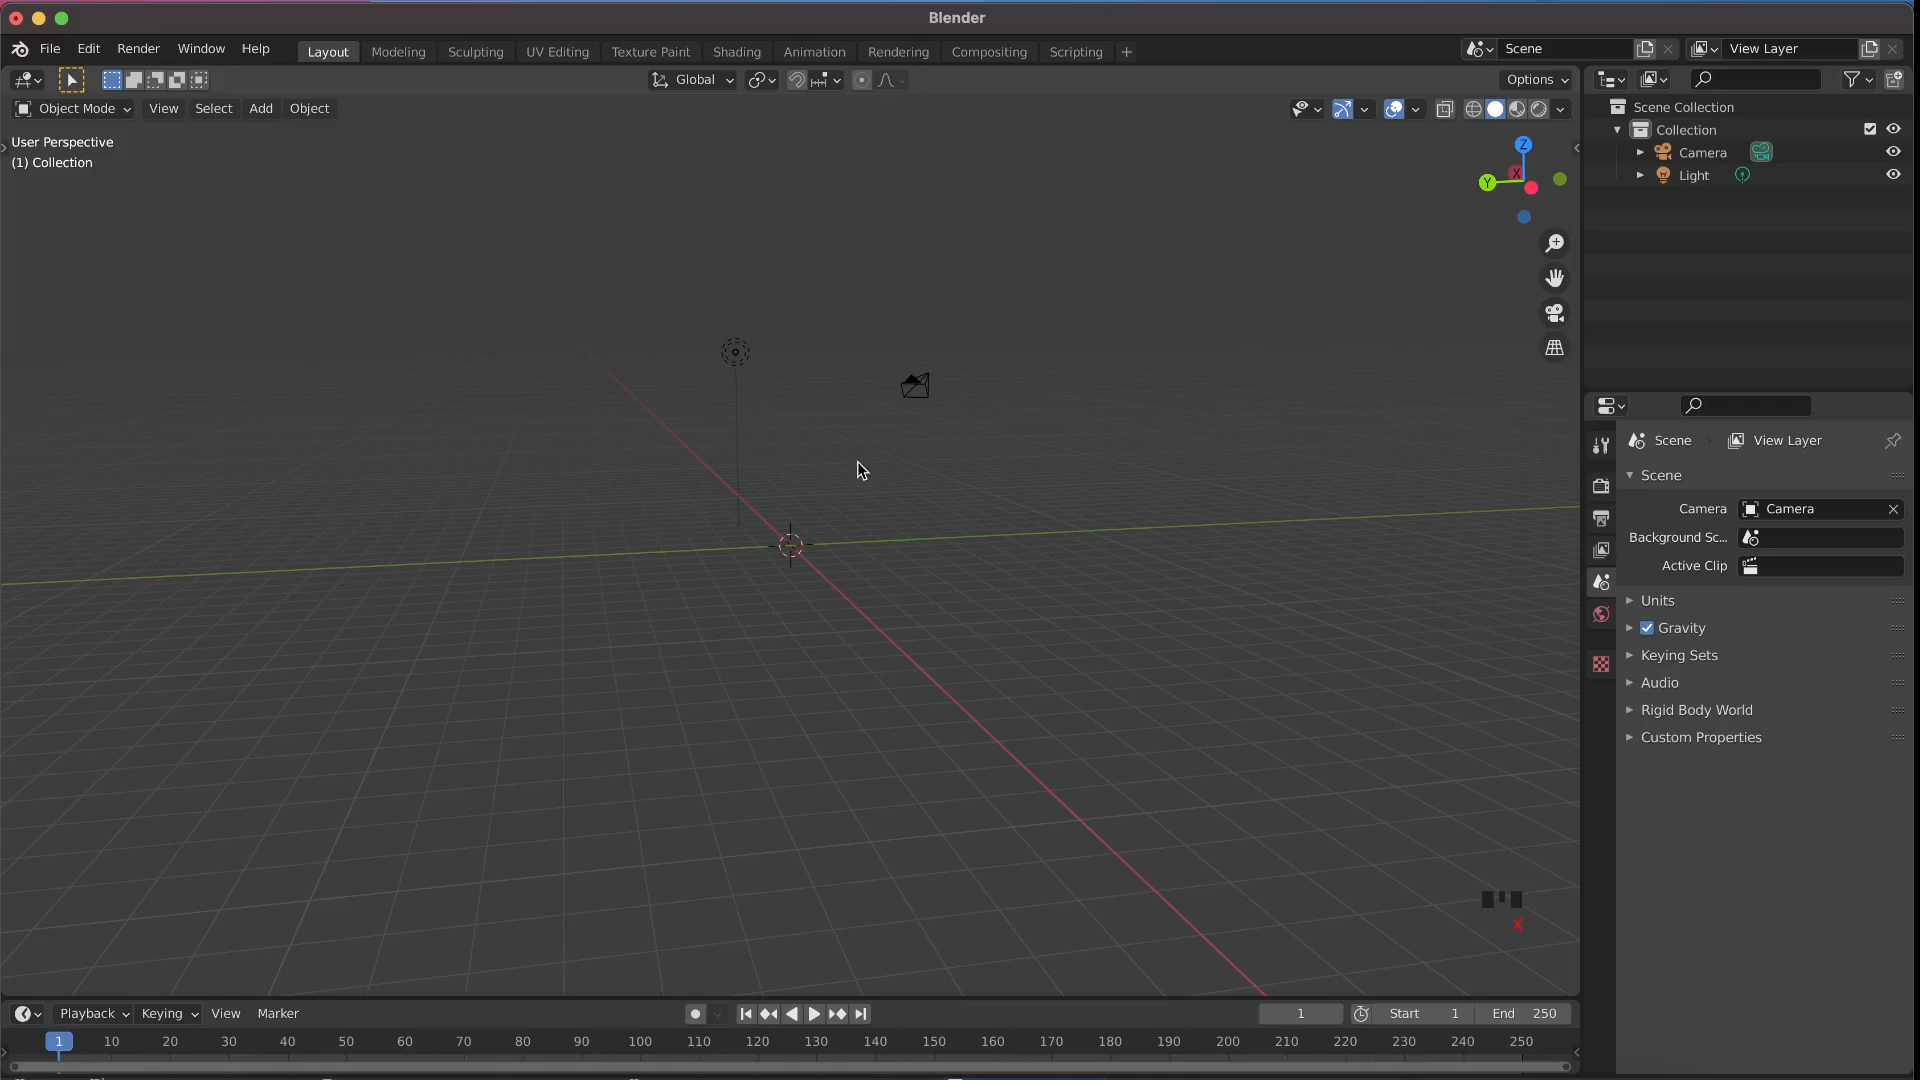 Blender
File Edit Render Window Help Layout Modeling Sculpting UV Editing Texture Paint Shading Animation Rendering Compositing Scripting + Scene View Layer
Global Options
Object Mode View Select Add Object
User Perspective
(1) Collection
Z
Y
X
Scene Collection
Collection
Camera
Light
Scene View Layer
Scene
Camera Camera
Background Sc...
Active Clip
Units
Gravity
Keying Sets
Audio
Rigid Body World
Custom Properties
X
Playback Keying View Marker 1 Start 1 End 250
1 10 20 30 40 50 60 70 80 90 100 110 120 130 140 150 160 170 180 190 200 210 220 230 240 250